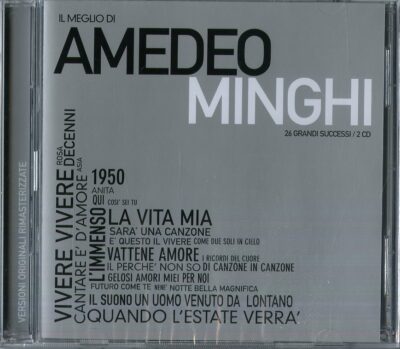 IL MEGLIO DI
AMEDEO
MINGHI
26 GRANDI SUCCESSI / 2 CD
VERSIONI ORIGINALI RIMASTERIZZATE
VIVERE VIVERE
ROSA
DECENNI
CANTARE E' D'AMORE
ASIA
L'IMMENSO
1950
ANITA
QUI COSI' SEI TU
LA VITA MIA
SARA' UNA CANZONE
E' QUESTO IL VIVERE COME DUE SOLI IN CIELO
VATTENE AMORE I RICORDI DEL CUORE
IL PERCHE' NON SO DI CANZONE IN CANZONE
GELOSI AMORI MIEI PER NOI
FUTURO COME TE NENE' NOTTE BELLA MAGNIFICA
IL SUONO UN UOMO VENUTO DA LONTANO
QUANDO L'ESTATE VERRA'